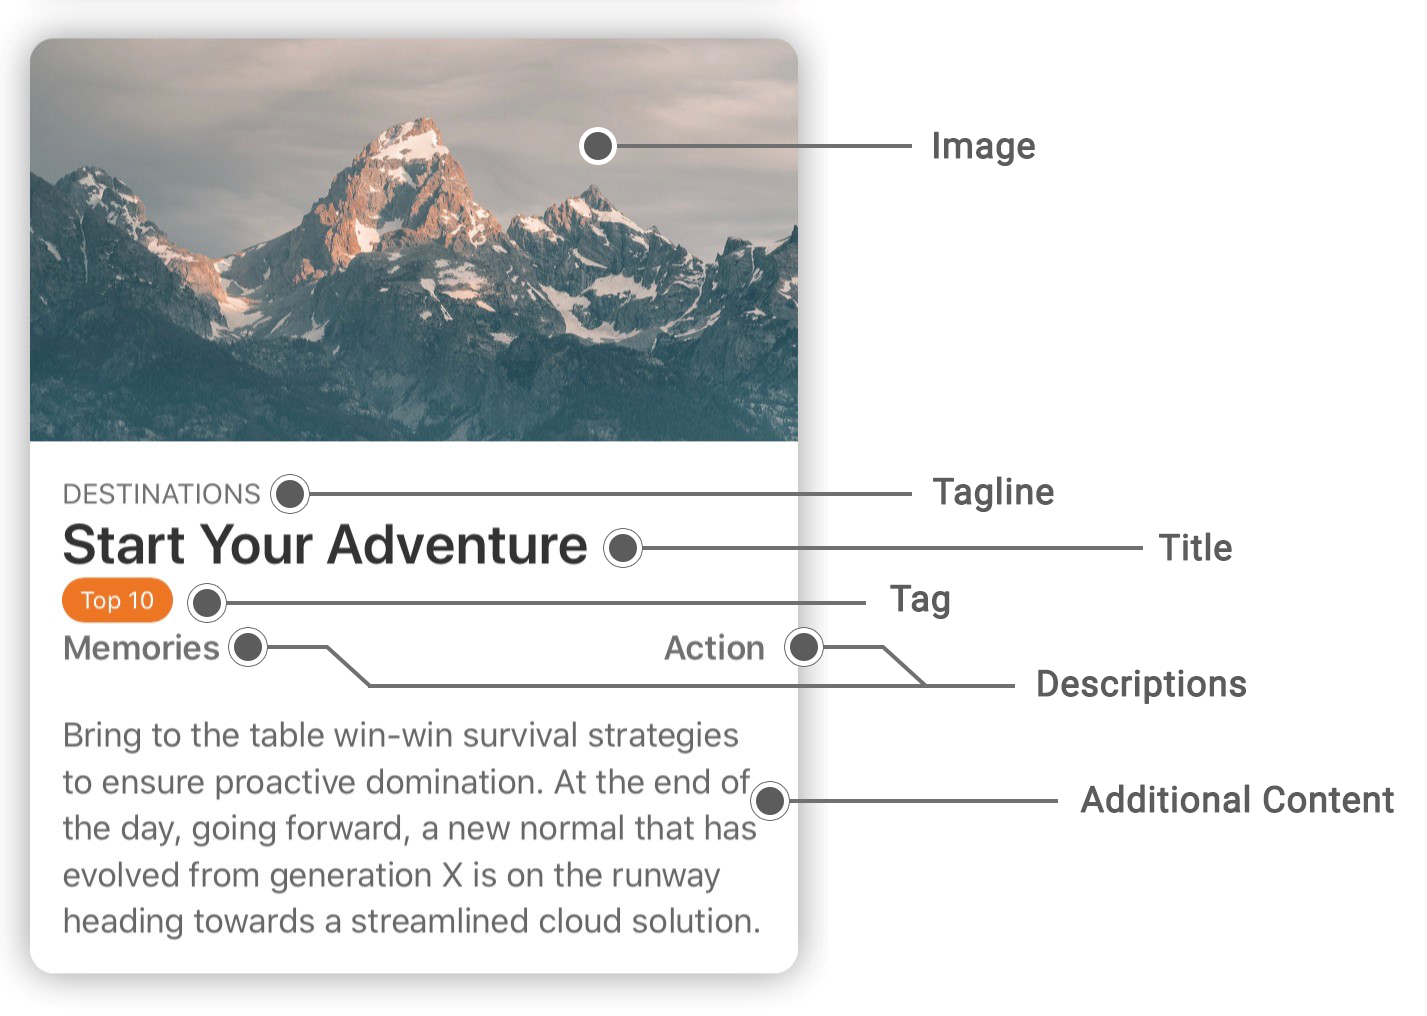 Image
DESTINATIONS
Tagline
Start Your Adventure
Title
Top 10
Tag
Memories
Action
Descriptions
Bring to the table win-win survival strategies
to ensure proactive domination. At the end of
the day, going forward, a new normal that has
evolved from generation X is on the runway
heading towards a streamlined cloud solution.
Additional Content